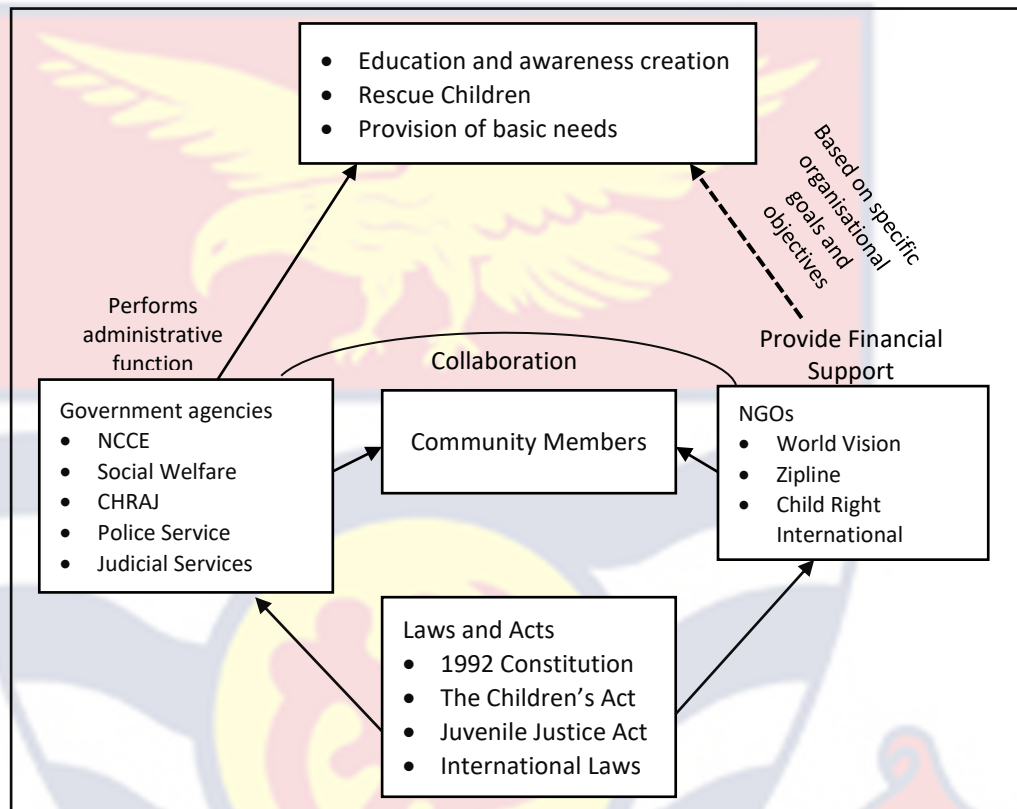 • Education and awareness creation
• Rescue Children
• Provision of basic needs
Based on specific
organisational
goals and
objectives
Performs
administrative
function
Collaboration
Provide Financial
Support
Government agencies
• NCCE
• Social Welfare
• CHRAJ
• Police Service
• Judicial Services
Community Members
NGOs
• World Vision
• Zipline
• Child Right
International
Laws and Acts
• 1992 Constitution
• The Children’s Act
• Juvenile Justice Act
• International Laws